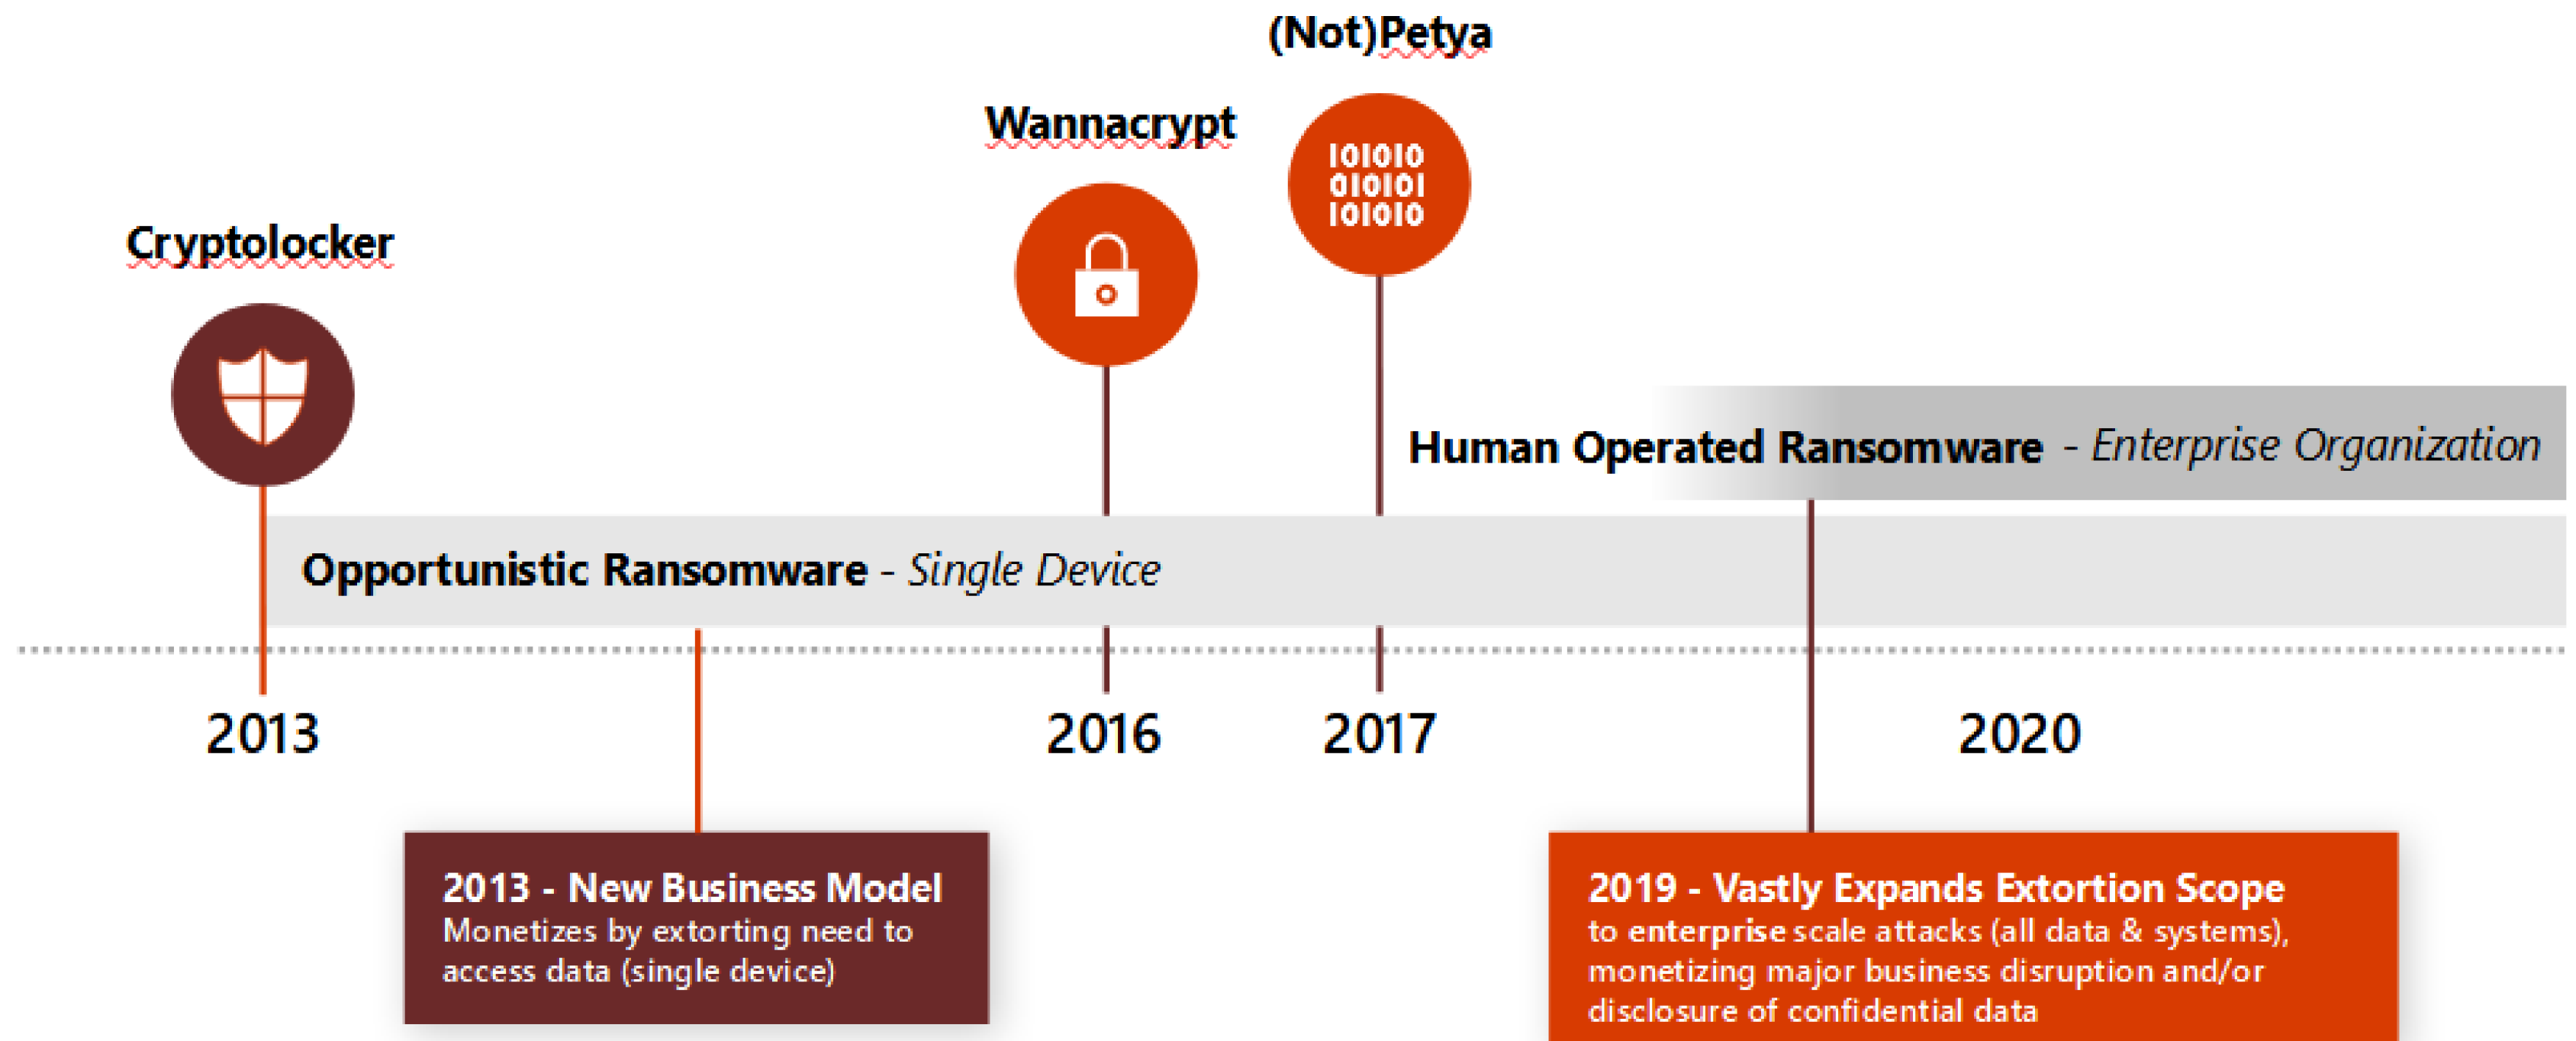 (Not)Petya
Wannacrypt
101010
010101
101010
Cryptolocker
Human Operated Ransomware - Enterprise Organization
Opportunistic Ransomware - Single Device
2013
2016
2017
2020
2013 - New Business Model
Monetizes by extorting need to
access data (single device)
2019 - Vastly Expands Extortion Scope
to enterprise scale attacks (all data & systems),
monetizing major business disruption and/or
disclosure of confidential data